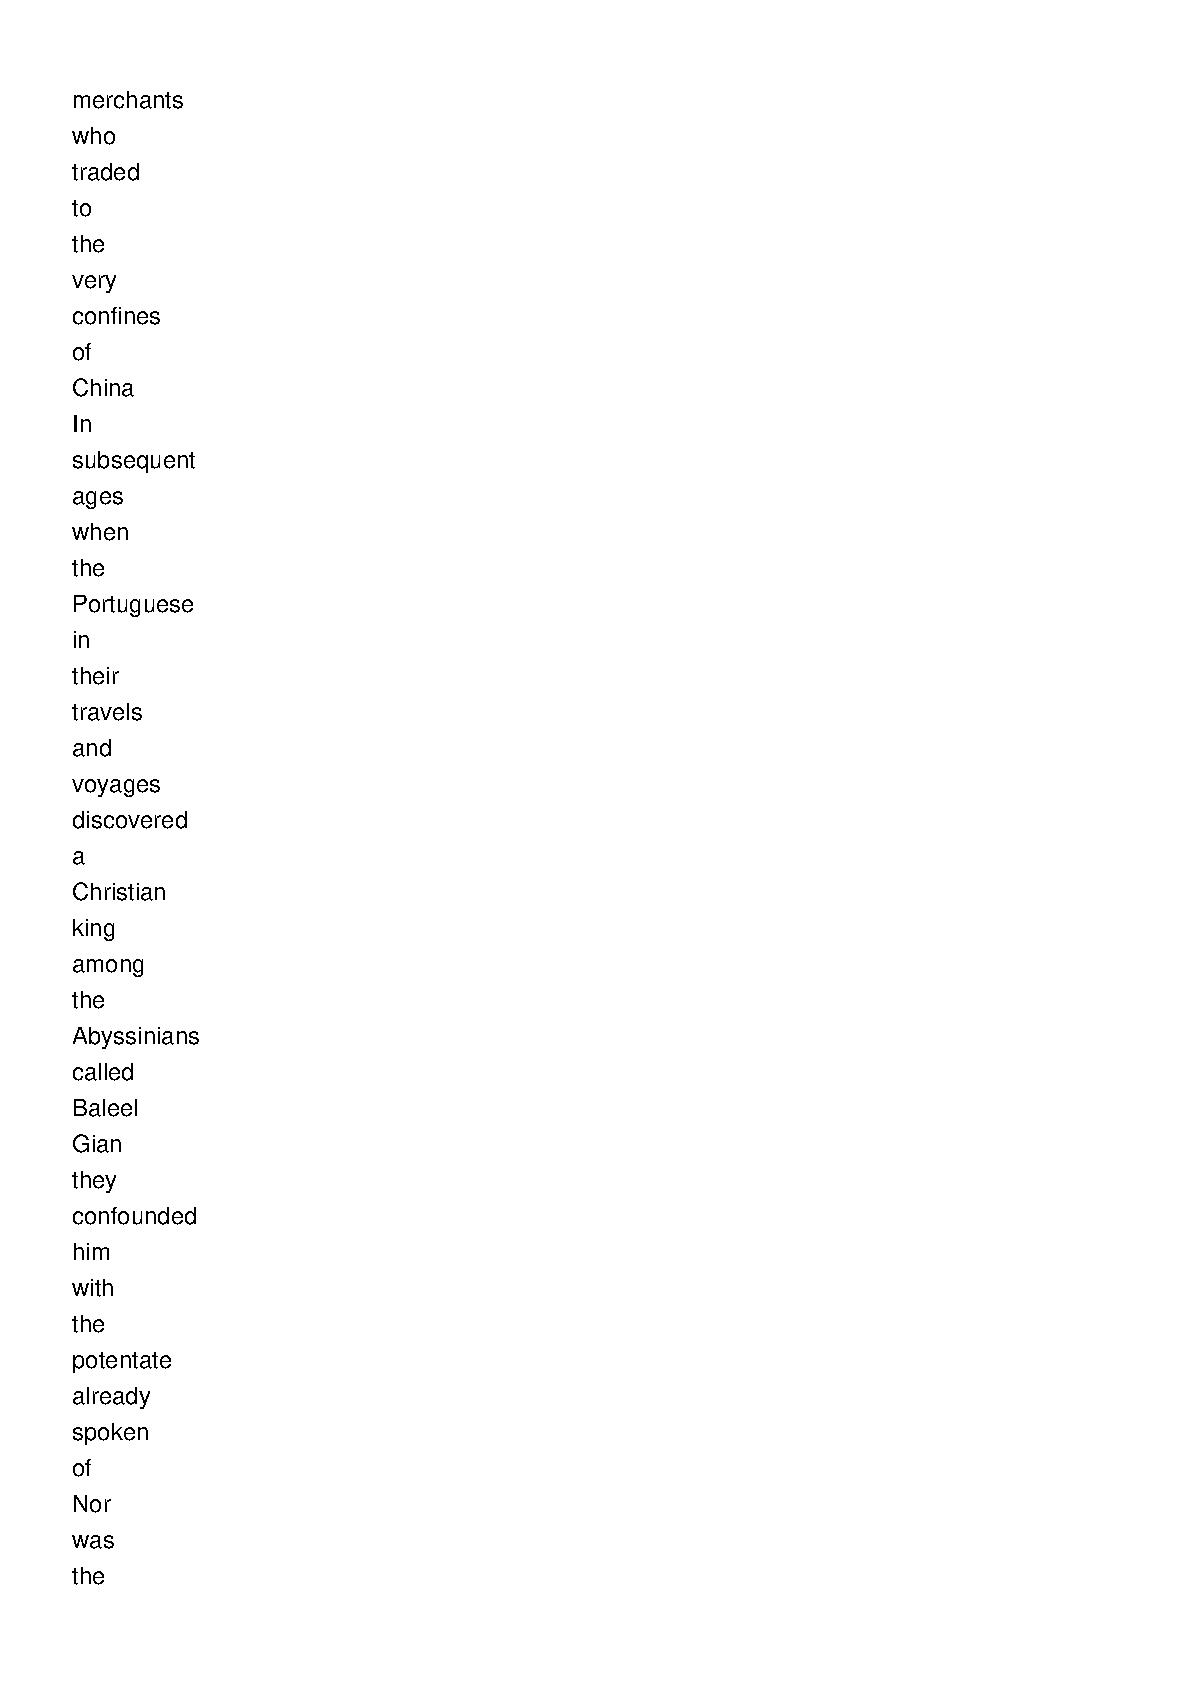 merchants
who
traded
to
the
very
confines
of
China
In
subsequent
ages
when
the
Portuguese
in
their
travels
and
voyages
discovered
a
Christian
king
among
the
Abyssinians
called
Baleel
Gian
they
confounded
him
with
the
potentate
already
spoken
of
Nor
was
the